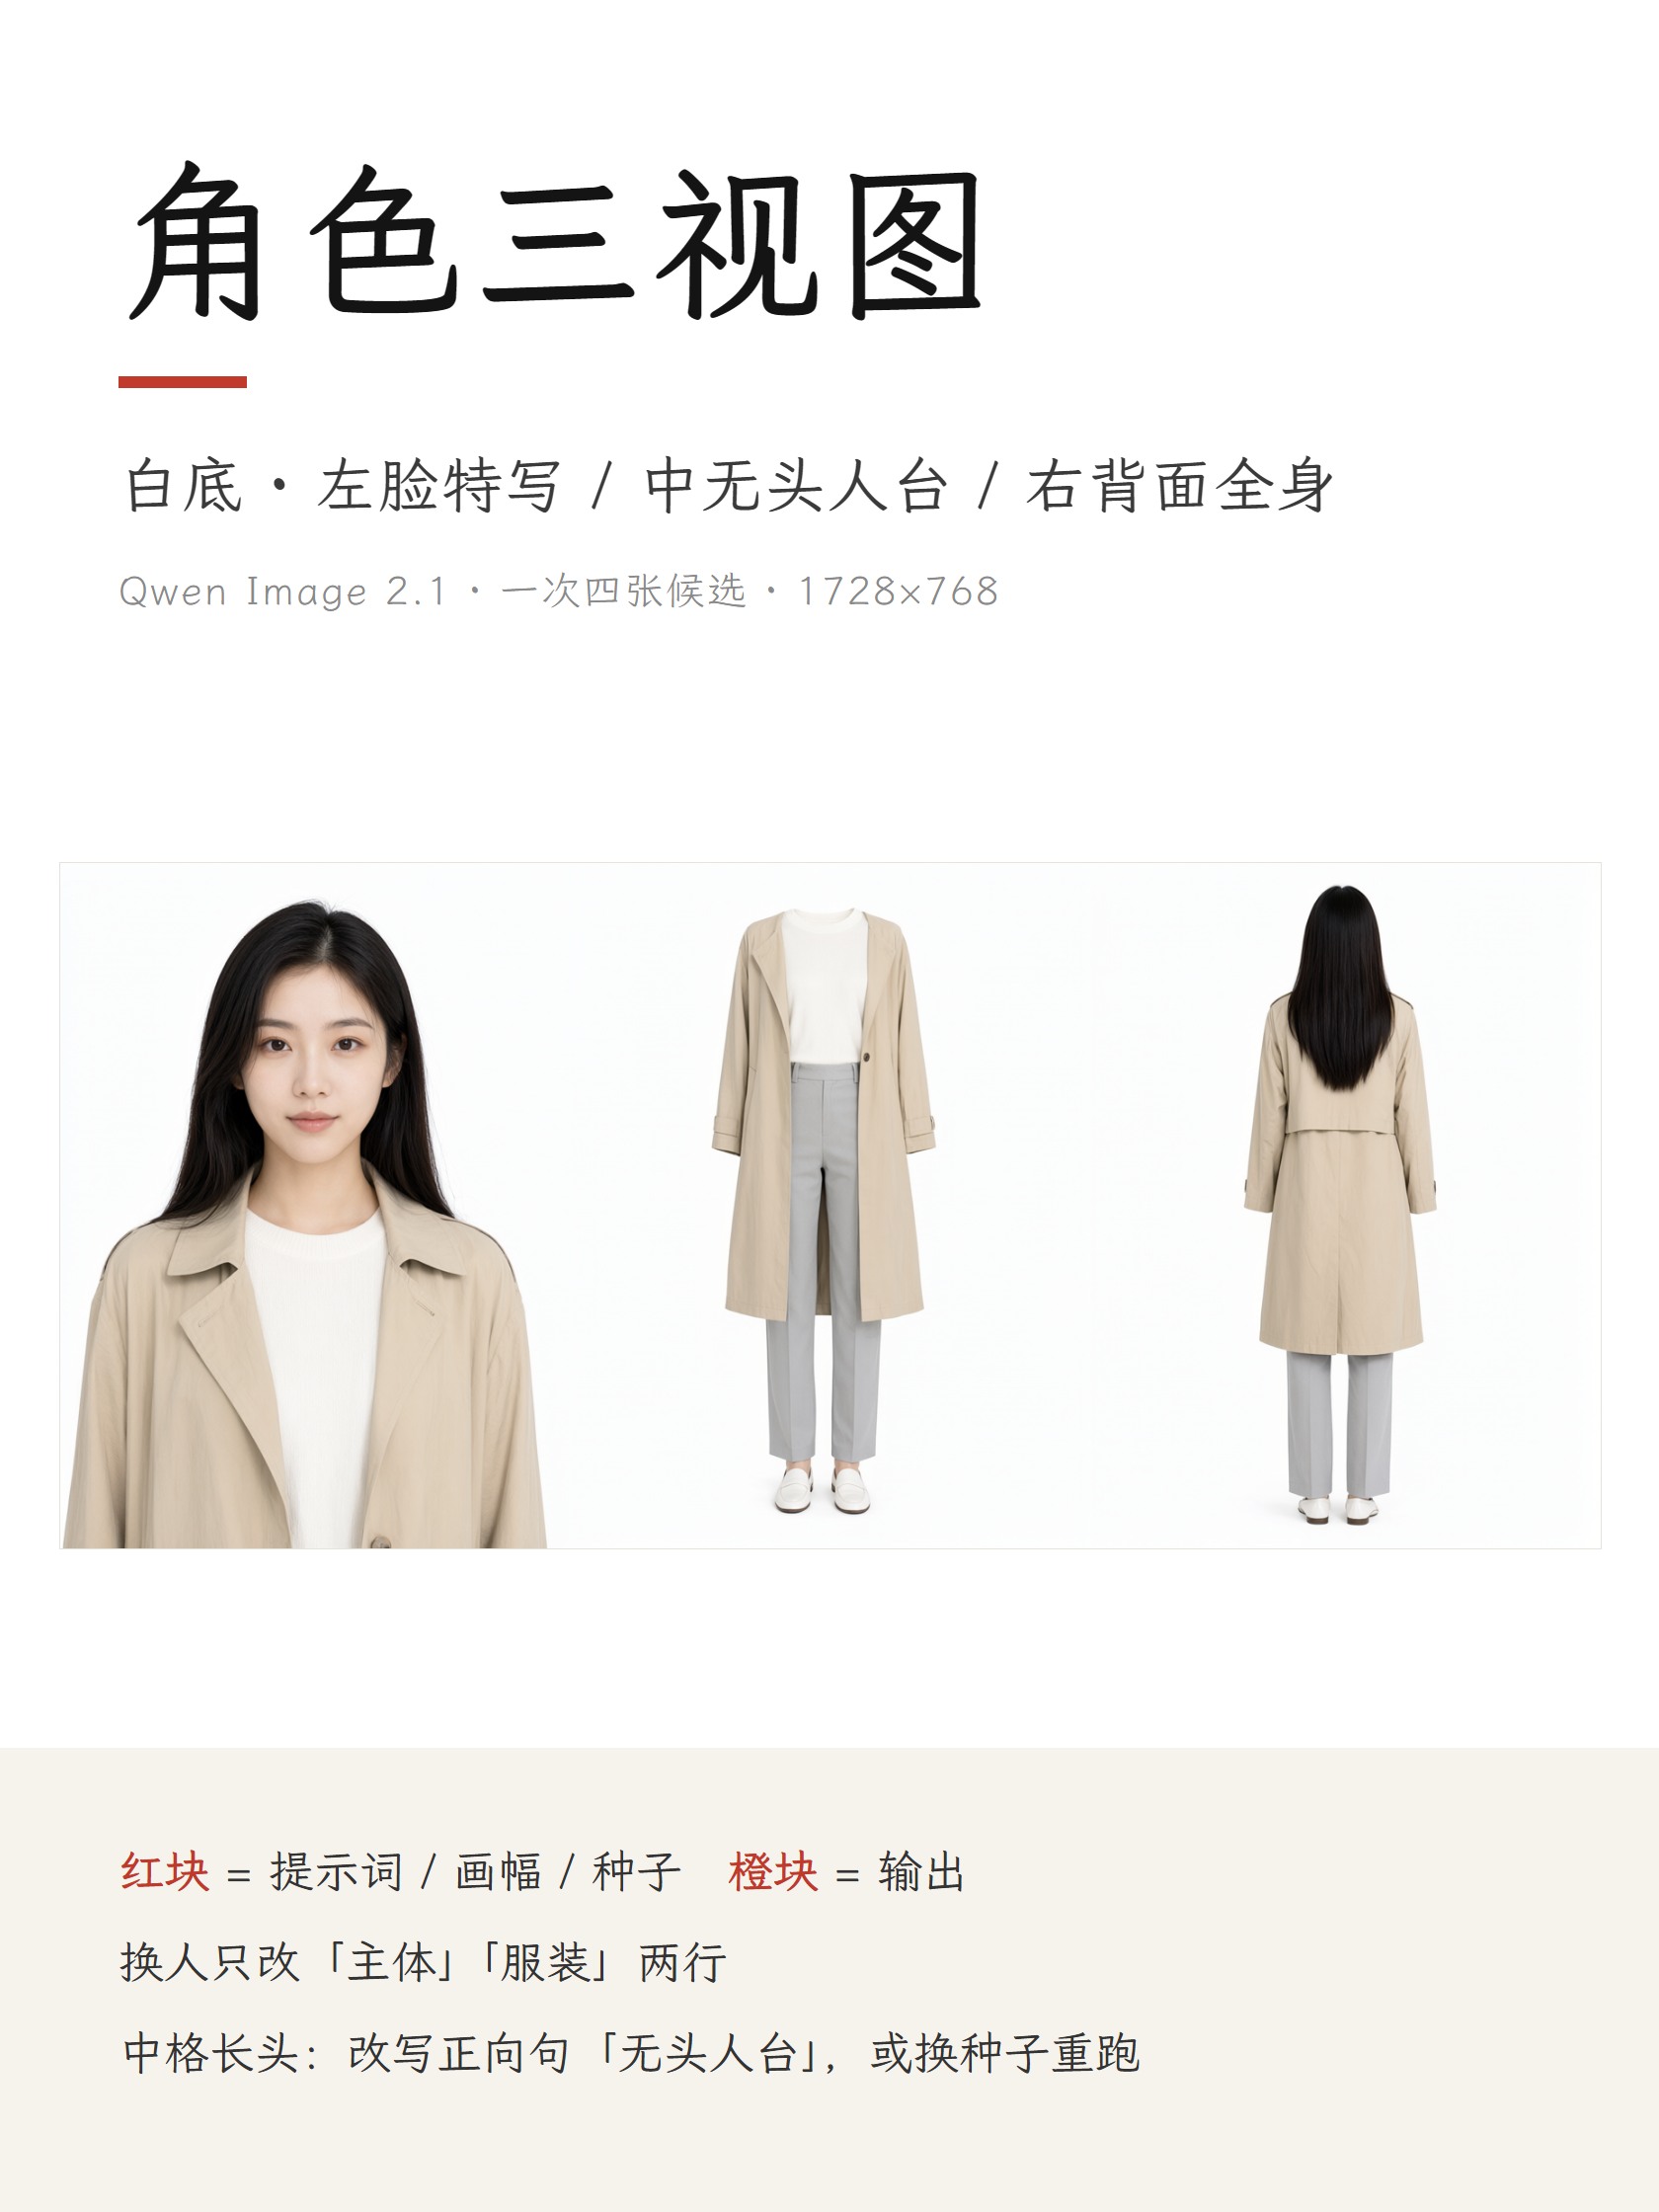 角色三视图
白底·左脸特写 / 中无头人台 / 右背面全身
Qwen Image 2.1 · 一次四张候选 · 1728×768
红块 = 提示词 / 画幅 / 种子 橙块 = 输出
换人只改「主体」「服装」两行
中格长头：改写正向句「无头人台」，或换种子重跑